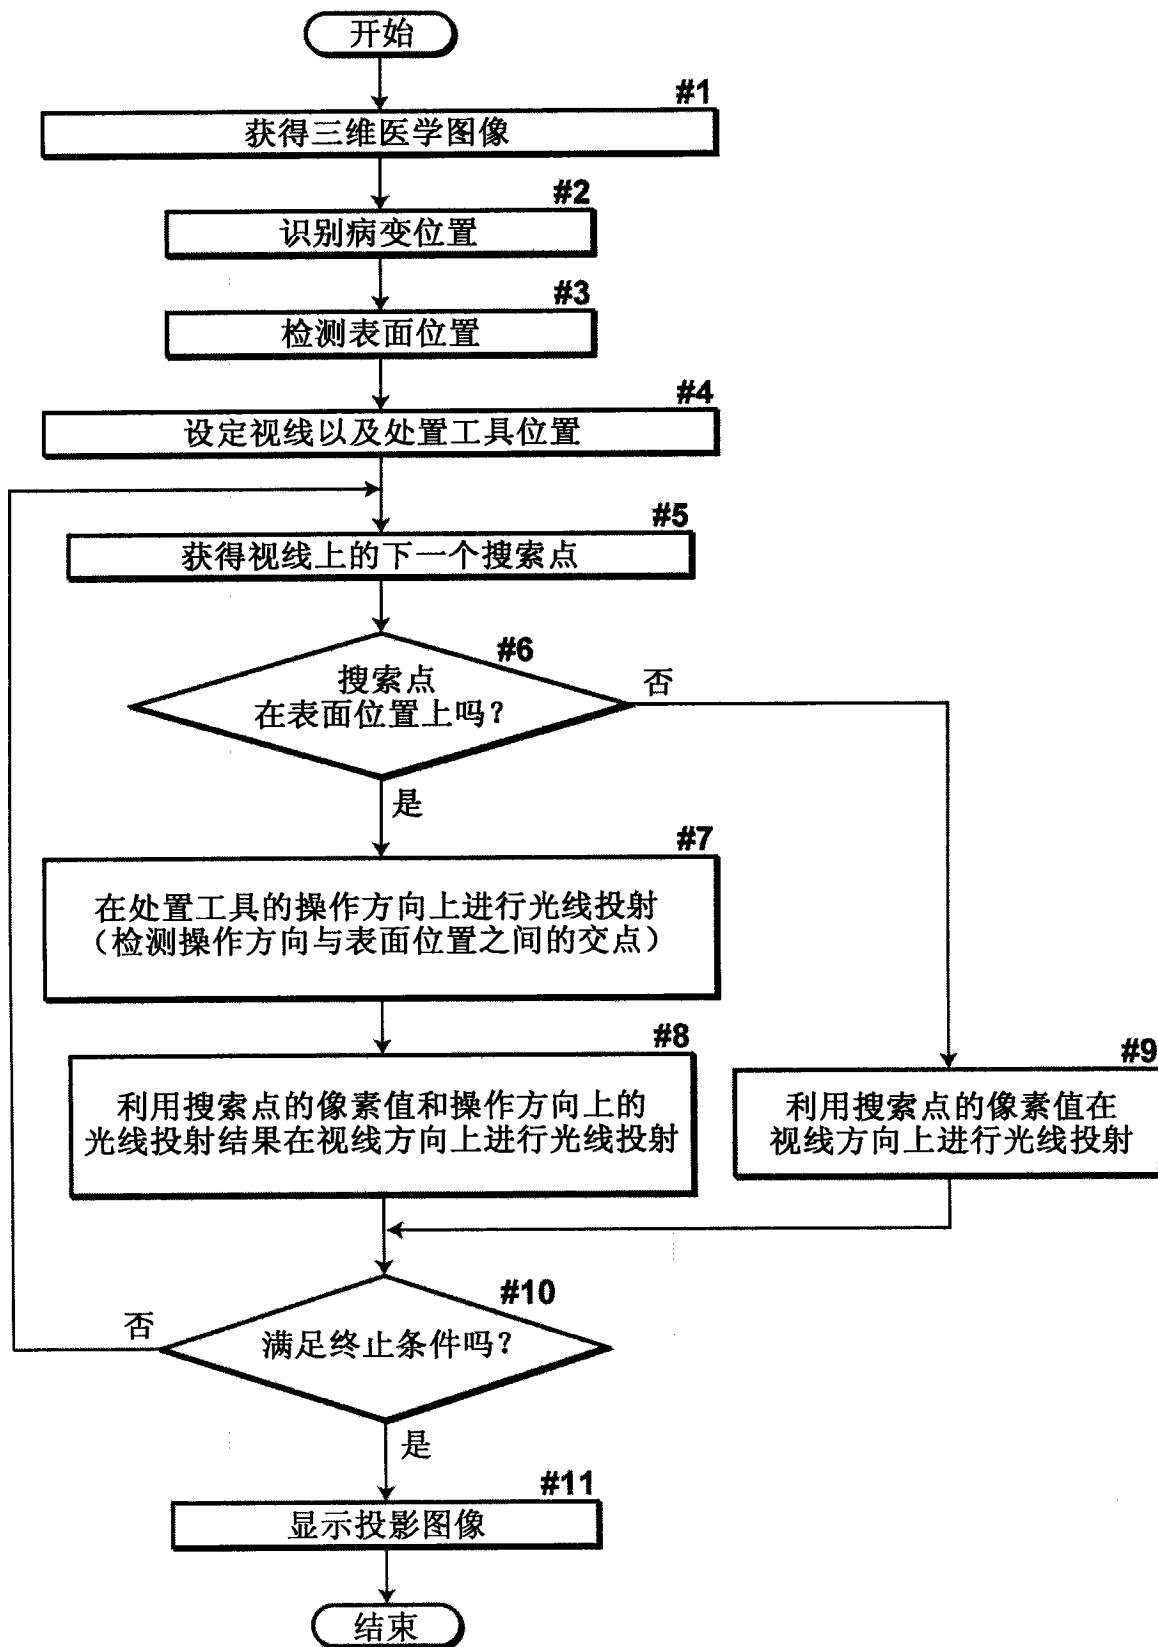 开始
#1
获得三维医学图像
#2
识别病变位置
#3
检测表面位置
#4
设定视线以及处置工具位置
#5
获得视线上的下一个搜索点
#6
搜索点
在表面位置上吗?
否
是
#7
在处置工具的操作方向上进行光线投射
（检测操作方向与表面位置之间的交点）
#8
利用搜索点的像素值和操作方向上的
光线投射结果在视线方向上进行光线投射
#9
利用搜索点的像素值在
视线方向上进行光线投射
#10
满足终止条件吗?
否
是
#11
显示投影图像
结束